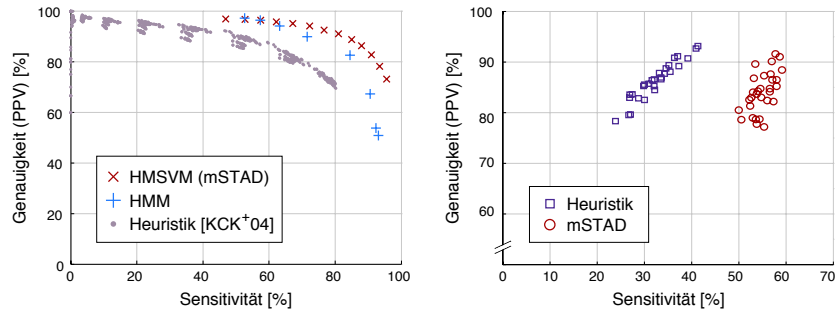 Genauigkeit (PPV) [%]
100
80
60
40
20
0
HMSVM (mSTAD)
HMM
Heuristik [KCK+04]
0 20 40 60 80 100
Sensitivität [%]
Genauigkeit (PPV) [%]
100
90
80
70
60
Heuristik
mSTAD
0 10 20 30 40 50 60 70
Sensitivität [%]